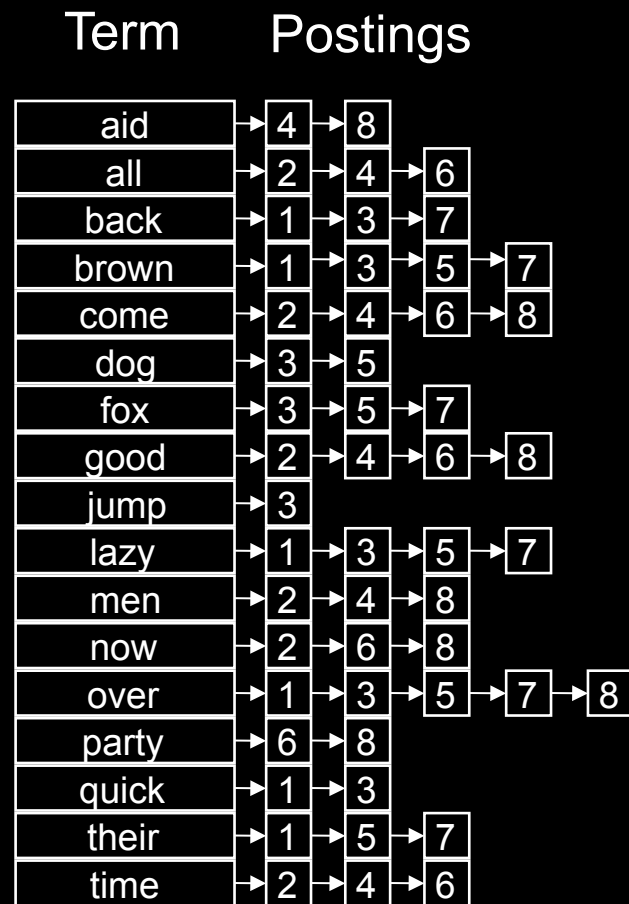 Term Postings
aid 4 8
all 2 4 6
back 1 3 7
brown 1 3 5 7
come 2 4 6 8
dog 3 5
fox 3 5 7
good 2 4 6 8
jump 3
lazy 1 3 5 7
men 2 4 8
now 2 6 8
over 1 3 5 7 8
party 6 8
quick 1 3
their 1 5 7
time 2 4 6